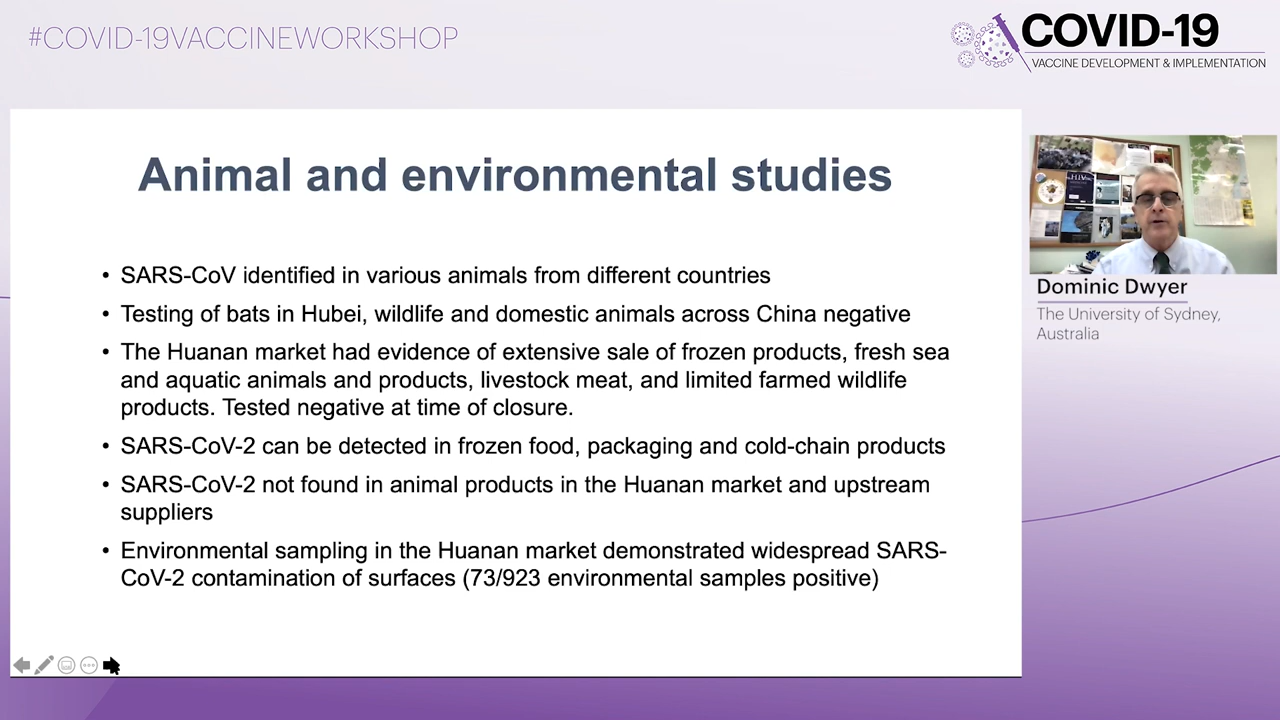 #COVID-19VACCINEWORKSHOP
COVID-19
VACCINE DEVELOPMENT & IMPLEMENTATION
Animal and environmental studies
• SARS-CoV identified in various animals from different countries
• Testing of bats in Hubei, wildlife and domestic animals across China negative
• The Huanan market had evidence of extensive sale of frozen products, fresh sea
and aquatic animals and products, livestock meat, and limited farmed wildlife
products. Tested negative at time of closure.
• SARS-CoV-2 can be detected in frozen food, packaging and cold-chain products
• SARS-CoV-2 not found in animal products in the Huanan market and upstream
suppliers
• Environmental sampling in the Huanan market demonstrated widespread SARS-
CoV-2 contamination of surfaces (73/923 environmental samples positive)
HIV
Dominic Dwyer
The University of Sydney,
Australia